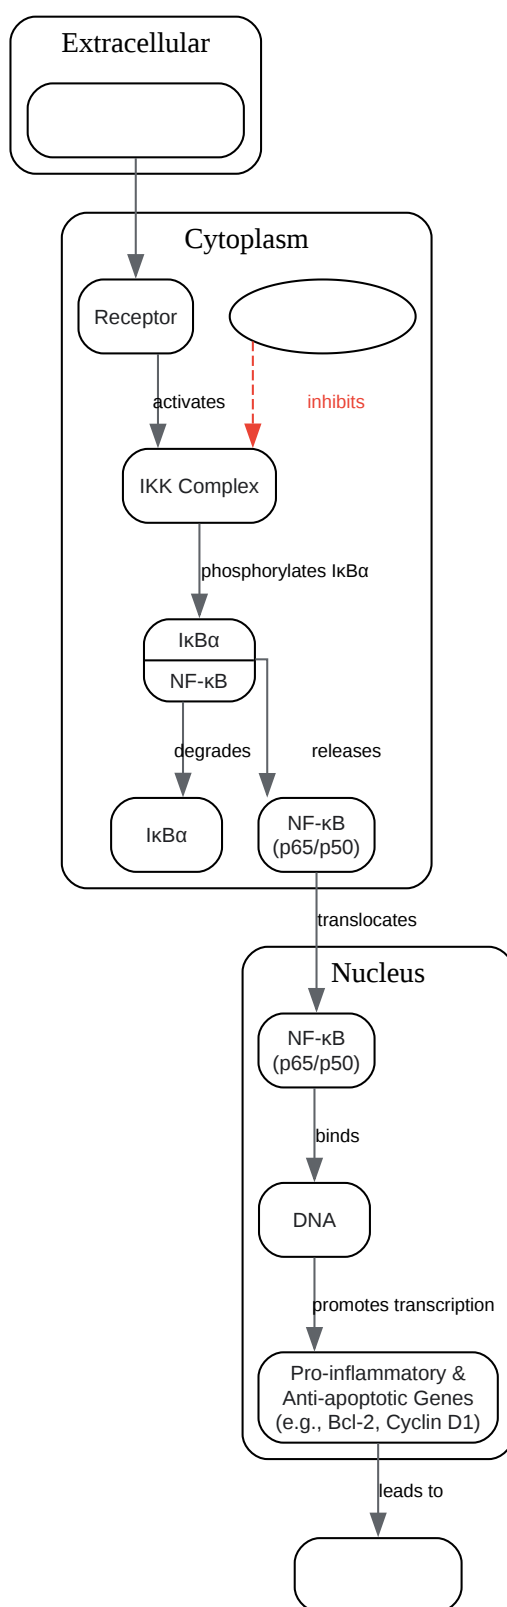 Extracellular
Cytoplasm
Receptor
activates
inhibits
IKK Complex
phosphorylates IκBα
IκBα
NF-κB
degrades
releases
IκBα
NF-κB
(p65/p50)
translocates
Nucleus
NF-κB
(p65/p50)
binds
DNA
promotes transcription
Pro-inflammatory &
Anti-apoptotic Genes
(e.g., Bcl-2, Cyclin D1)
leads to